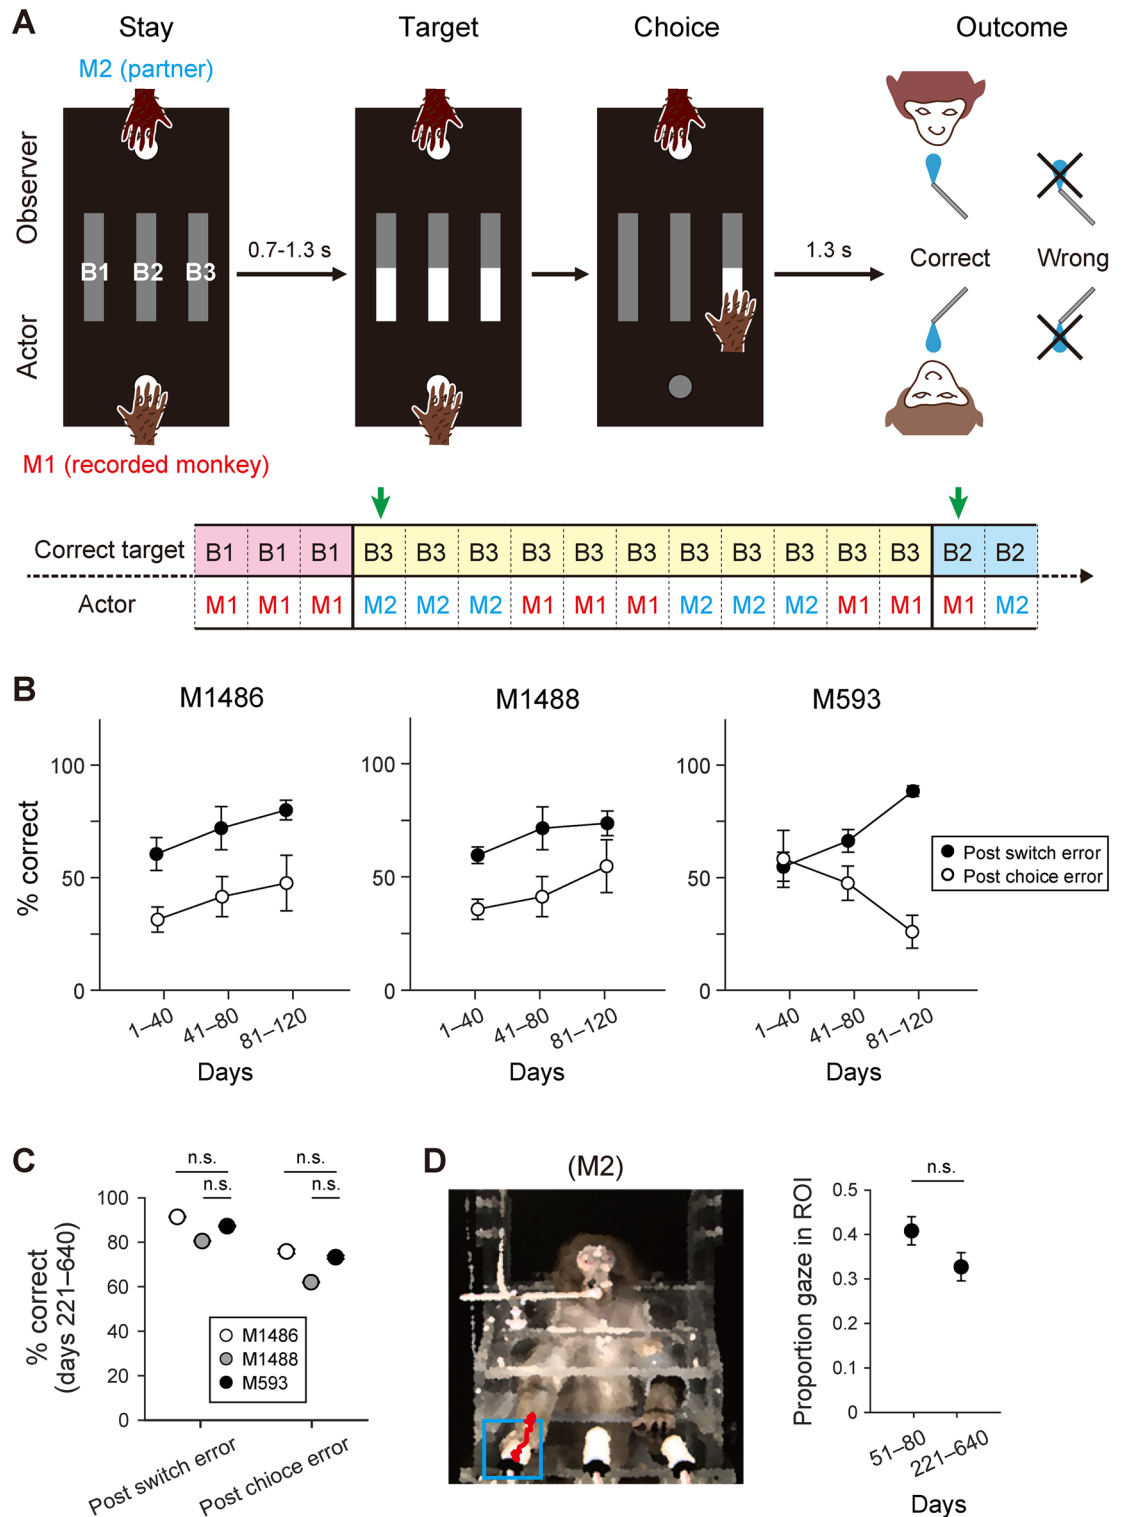 A
Stay
Target
Choice
Outcome
M2 (partner)
Observer
Actor
B1 B2 B3
0.7-1.3 s
1.3 s
Correct
Wrong
M1 (recorded monkey)
Correct target B1 B1 B1 B3 B3 B3 B3 B3 B3 B3 B3 B3 B3 B3 B2 B2
Actor M1 M1 M1 M2 M2 M2 M1 M1 M1 M2 M2 M2 M1 M1 M1 M2
B
M1486
M1488
M593
% correct
100
50
0
1–40
41–80
81–120
Days
100
50
0
1–40
41–80
81–120
Days
100
50
0
1–40
41–80
81–120
Days
Post switch error
Post choice error
C
n.s.
n.s.
n.s.
n.s.
% correct
(days 221–640)
100
80
60
40
20
0
M1486
M1488
M593
Post switch error
Post chioce error
D
(M2)
Proportion gaze in ROI
n.s.
0.5
0.4
0.3
0.2
0.1
0
51–80
221–640
Days